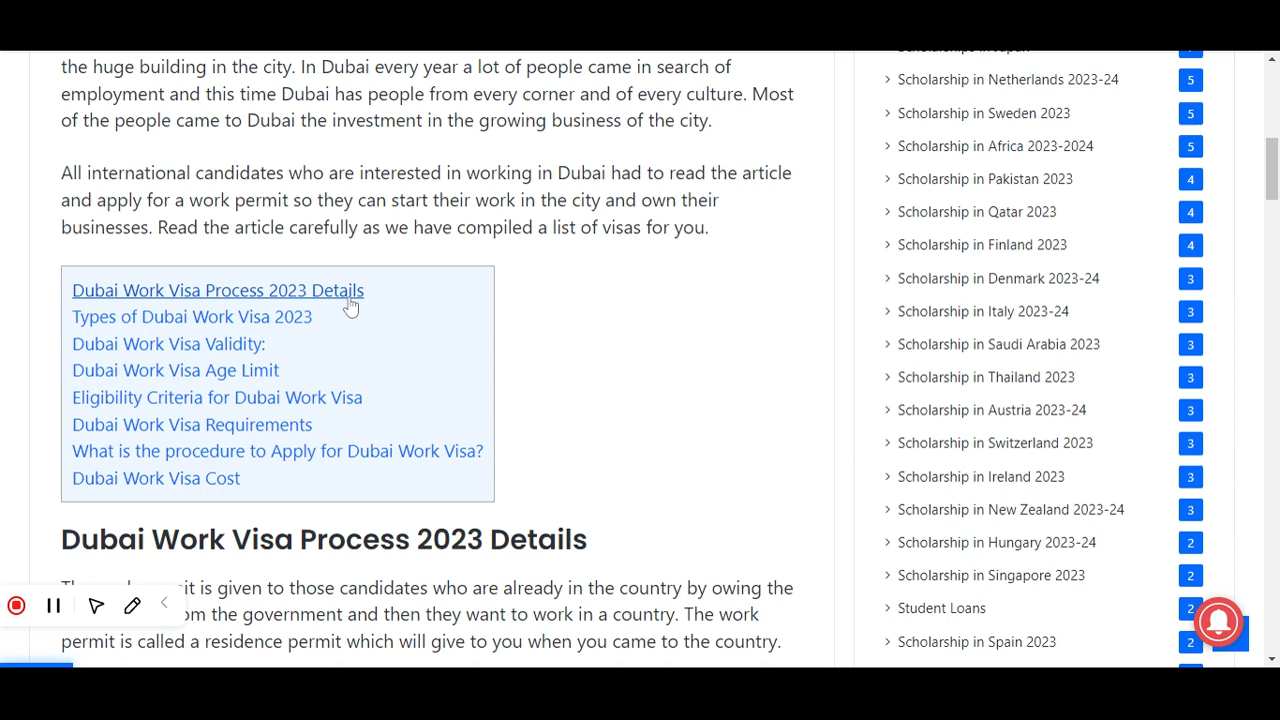 the huge building in the city. In Dubai every year a lot of people came in search of
employment and this time Dubai has people from every corner and of every culture. Most
of the people came to Dubai the investment in the growing business of the city.
All international candidates who are interested in working in Dubai had to read the article
and apply for a work permit so they can start their work in the city and own their
businesses. Read the article carefully as we have compiled a list of visas for you.
Dubai Work Visa Process 2023 Details
Types of Dubai Work Visa 2023
Dubai Work Visa Validity:
Dubai Work Visa Age Limit
Eligibility Criteria for Dubai Work Visa
Dubai Work Visa Requirements
What is the procedure to Apply for Dubai Work Visa?
Dubai Work Visa Cost
Dubai Work Visa Process 2023 Details
is given to those candidates who are already in the country by owing the
the government and then they want to work in a country. The work
permit is called a residence permit which will give to you when you came to the country.
Scholarship in Netherlands 2023-24 5
Scholarship in Sweden 2023 5
Scholarship in Africa 2023-2024 5
Scholarship in Pakistan 2023 4
Scholarship in Qatar 2023 4
Scholarship in Finland 2023 4
Scholarship in Denmark 2023-24 3
Scholarship in Italy 2023-24 3
Scholarship in Saudi Arabia 2023 3
Scholarship in Thailand 2023 3
Scholarship in Austria 2023-24 3
Scholarship in Switzerland 2023 3
Scholarship in Ireland 2023 3
Scholarship in New Zealand 2023-24 3
Scholarship in Hungary 2023-24 2
Scholarship in Singapore 2023 2
Student Loans 2
Scholarship in Spain 2023 2